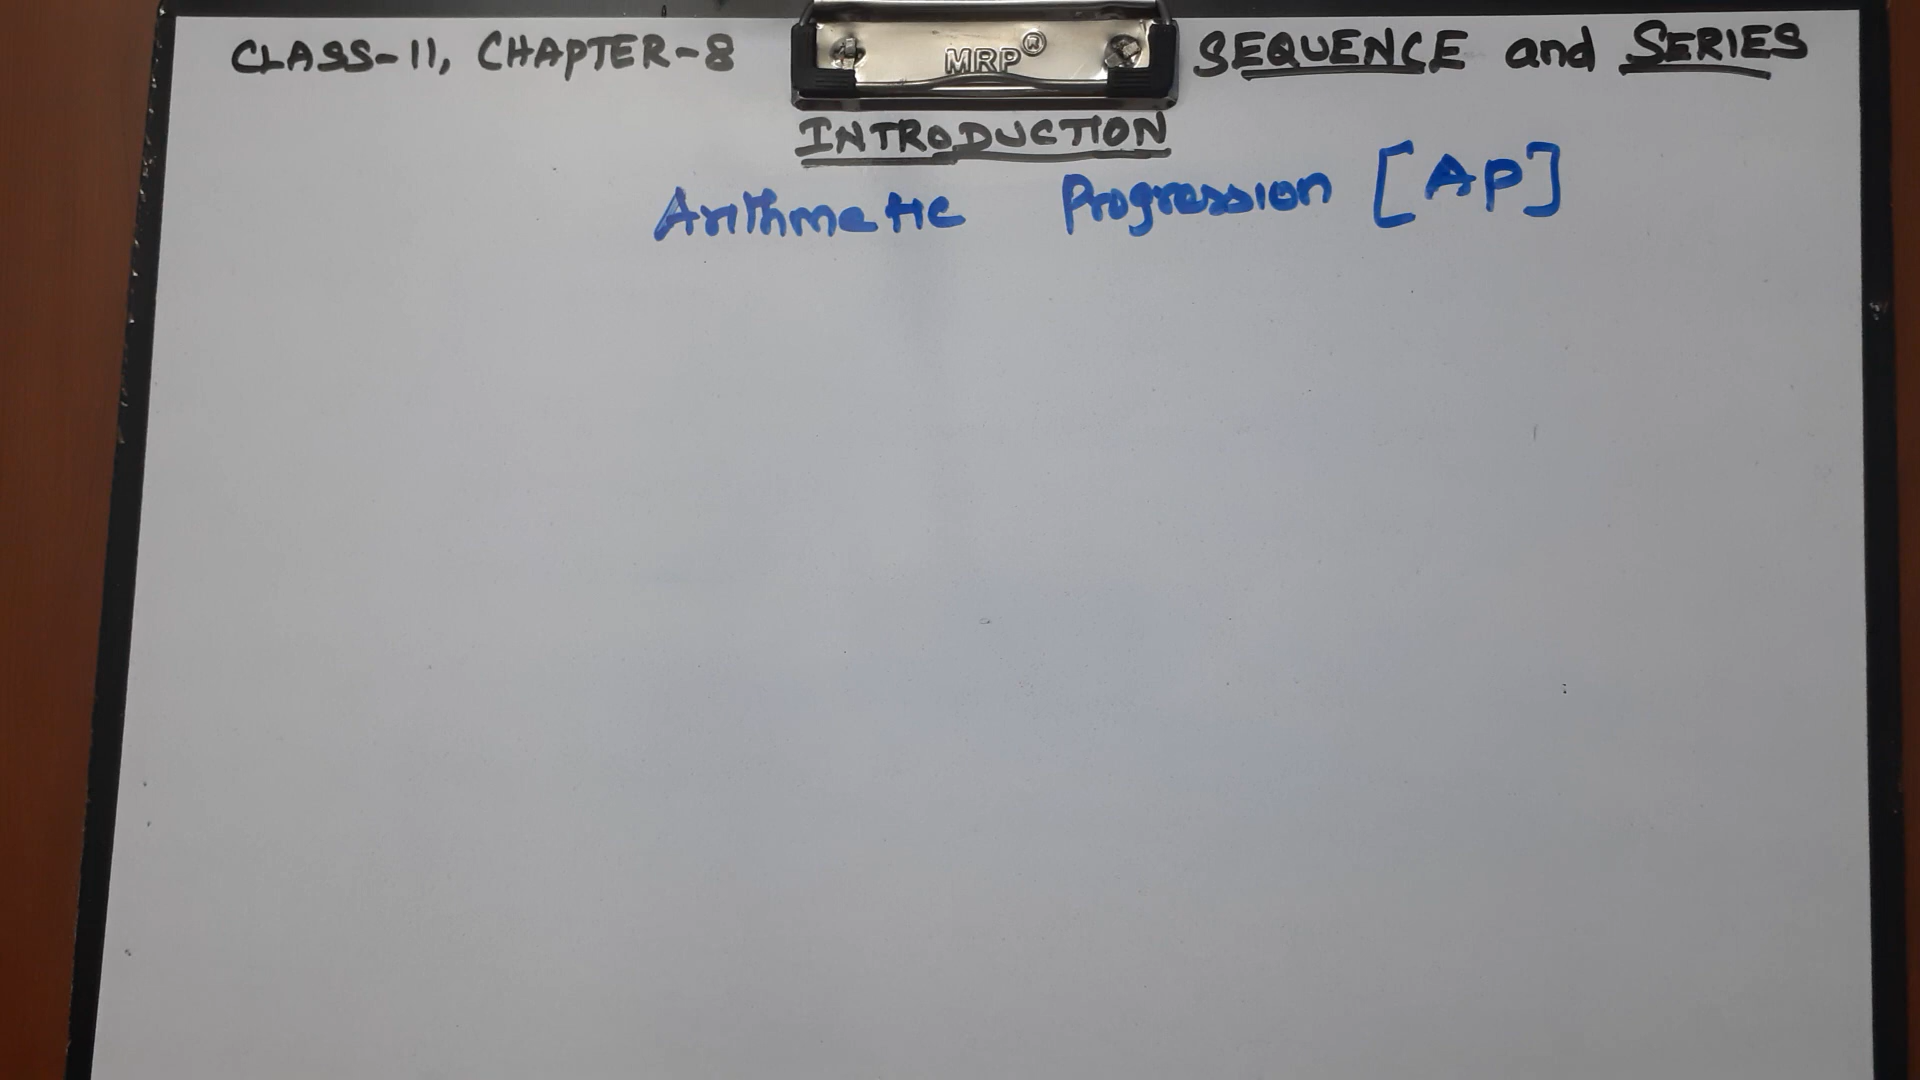 CLASS-11, CHAPTER-8
MRP®
SEQUENCE and SERIES
INTRODUCTION
Arithmetic Progression [AP]